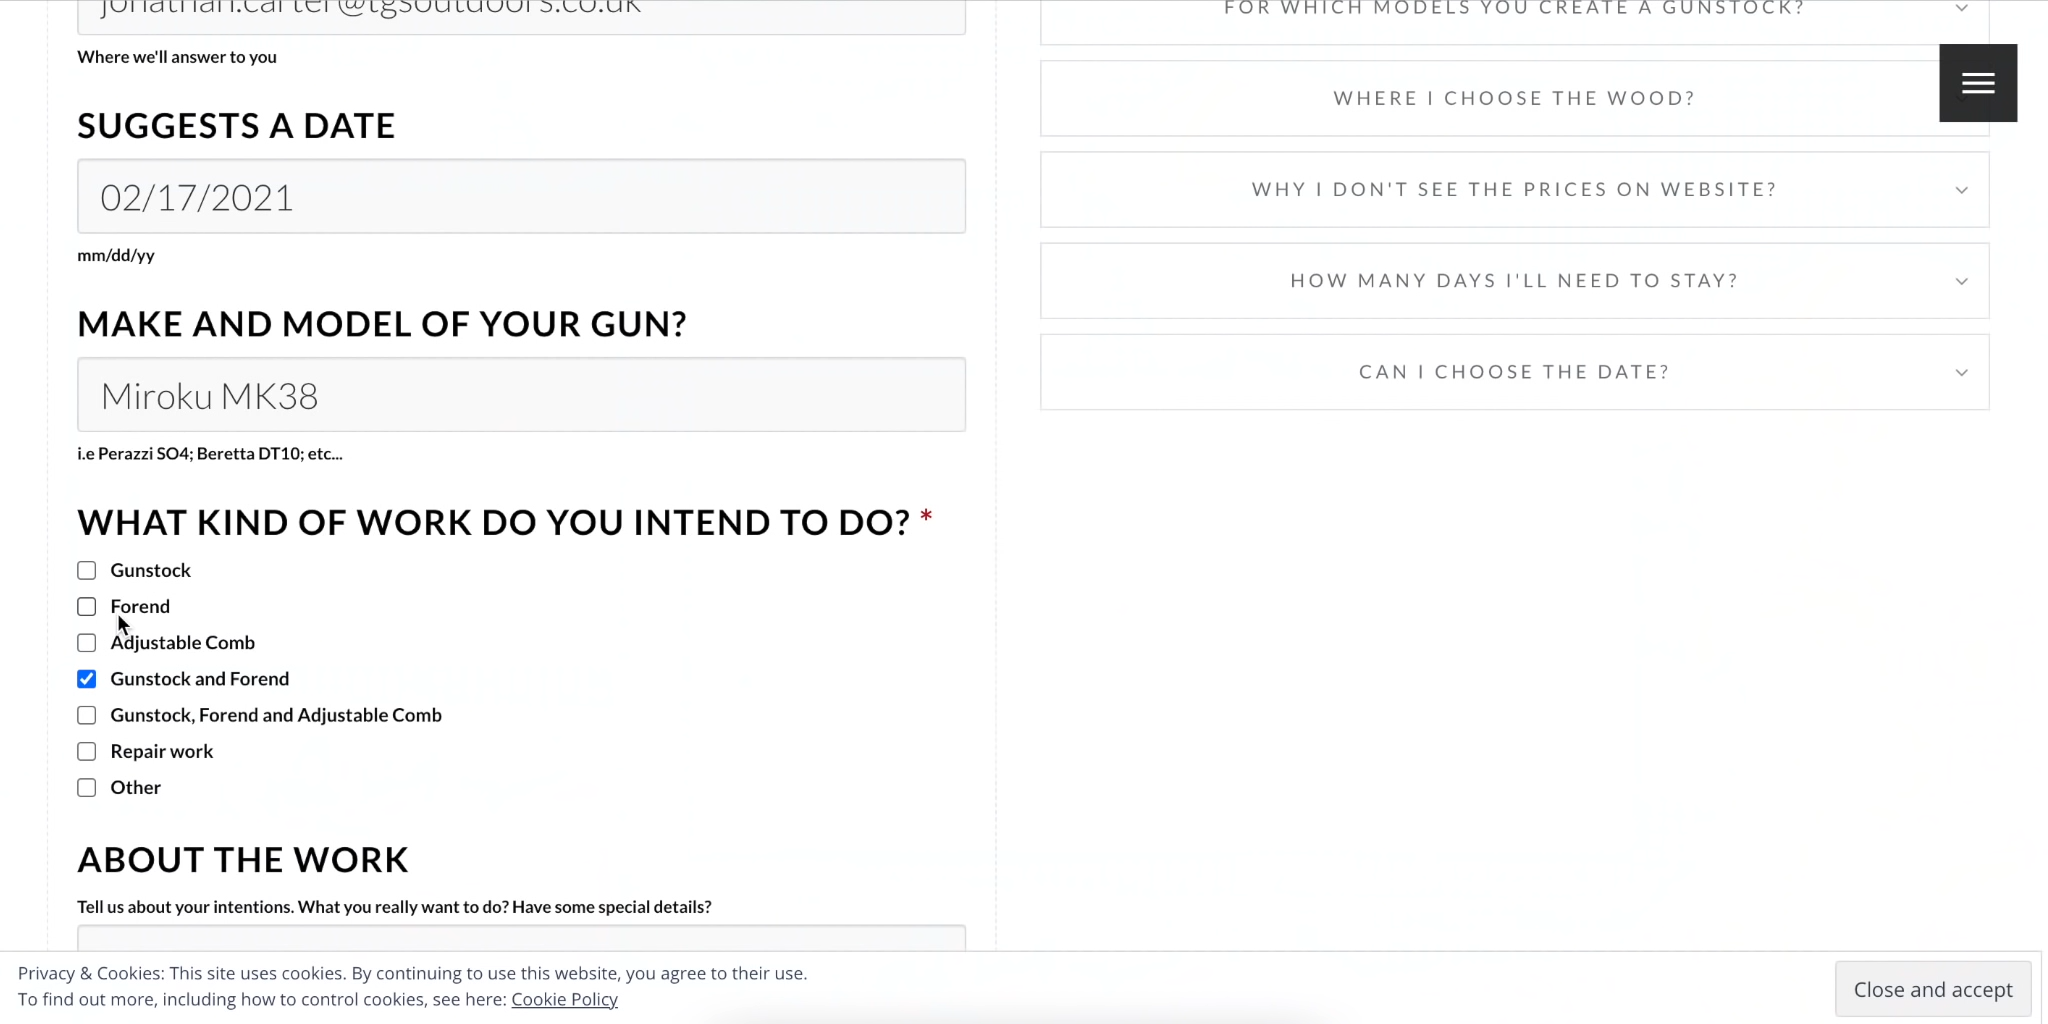 jonathan.carter@tgsoutdoors.co.uk
Where we'll answer to you
SUGGESTS A DATE
02/17/2021
mm/dd/yy
MAKE AND MODEL OF YOUR GUN?
Miroku MK38
i.e Perazzi SO4; Beretta DT10; etc...
WHAT KIND OF WORK DO YOU INTEND TO DO? *
Gunstock
Forend
Adjustable Comb
Gunstock and Forend
Gunstock, Forend and Adjustable Comb
Repair work
Other
ABOUT THE WORK
Tell us about your intentions. What you really want to do? Have some special details?
FOR WHICH MODELS YOU CREATE A GUNSTOCK?
WHERE I CHOOSE THE WOOD?
WHY I DON'T SEE THE PRICES ON WEBSITE?
HOW MANY DAYS I'LL NEED TO STAY?
CAN I CHOOSE THE DATE?
Privacy & Cookies: This site uses cookies. By continuing to use this website, you agree to their use.
To find out more, including how to control cookies, see here: Cookie Policy
Close and accept